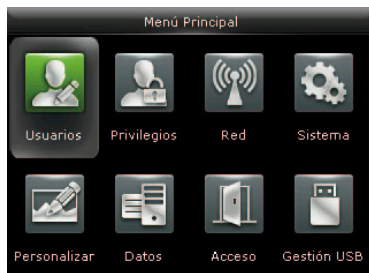 Menú Principal
Usuarios Privilegios Red Sistema
Personalizar Datos Acceso Gestión USB